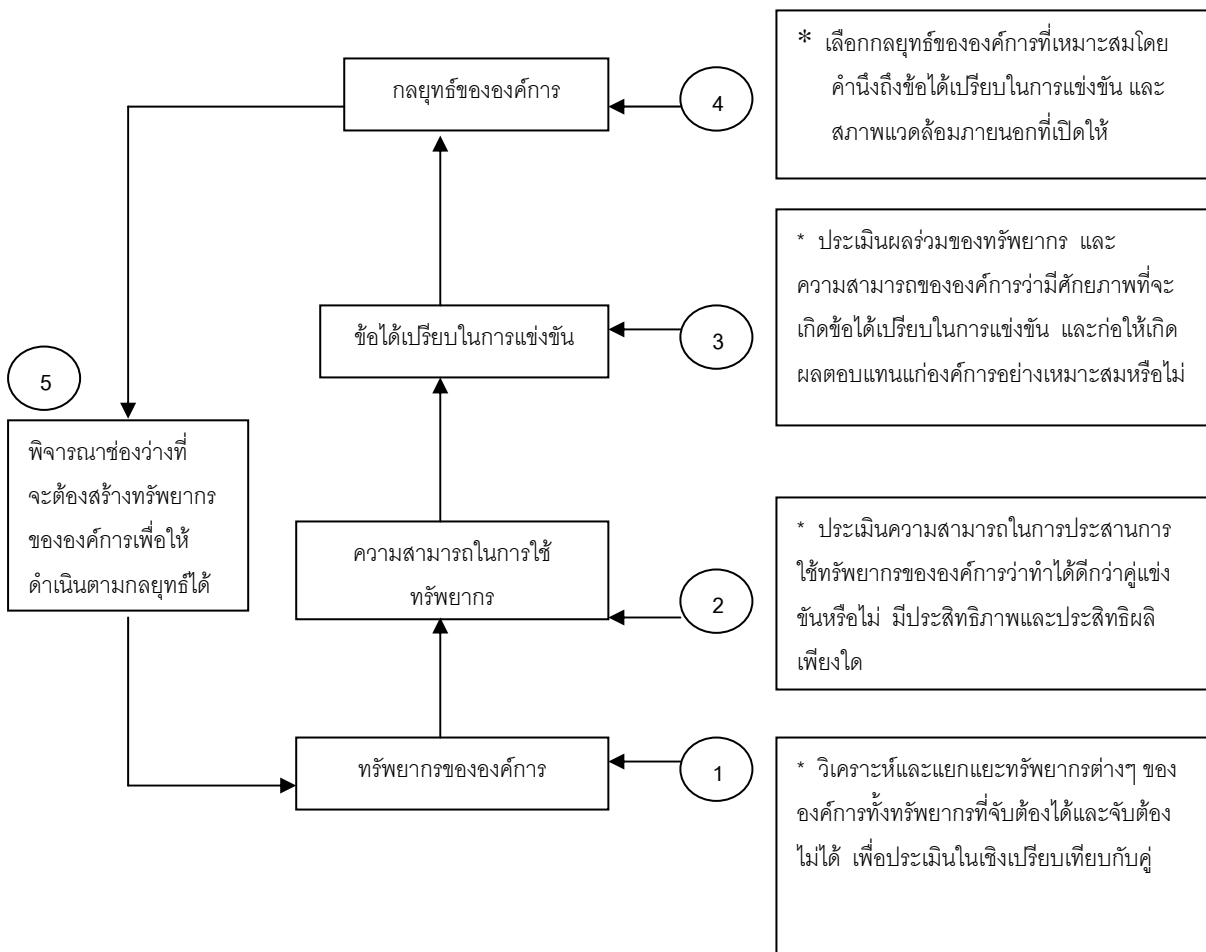 * เลือกกลยุทธ์ขององค์การที่เหมาะสมโดย
คำนึงถึงข้อได้เปรียบในการแข่งขัน และ
สภาพแวดล้อมภายนอกที่เปิดให้
กลยุทธ์ขององค์การ
4
* ประเมินผลร่วมของทรัพยากร และ
ความสามารถขององค์การว่ามีศักยภาพที่จะ
เกิดข้อได้เปรียบในการแข่งขัน และก่อให้เกิด
ผลตอบแทนแก่องค์การอย่างเหมาะสมหรือไม่
ข้อได้เปรียบในการแข่งขัน
3
5
พิจารณาช่องว่างที่
จะต้องสร้างทรัพยากร
ขององค์การเพื่อให้
ดำเนินตามกลยุทธ์ได้
ความสามารถในการใช้
ทรัพยากร
2
* ประเมินความสามารถในการประสานการ
ใช้ทรัพยากรขององค์การว่าทำได้ดีกว่าคู่แข่ง
ขันหรือไม่ มีประสิทธิภาพและประสิทธิผลิ
เพียงใด
ทรัพยากรขององค์การ
1
* วิเคราะห์และแยกแยะทรัพยากรต่างๆ ของ
องค์การทั้งทรัพยากรที่จับต้องได้และจับต้อง
ไม่ได้ เพื่อประเมินในเชิงเปรียบเทียบกับคู่